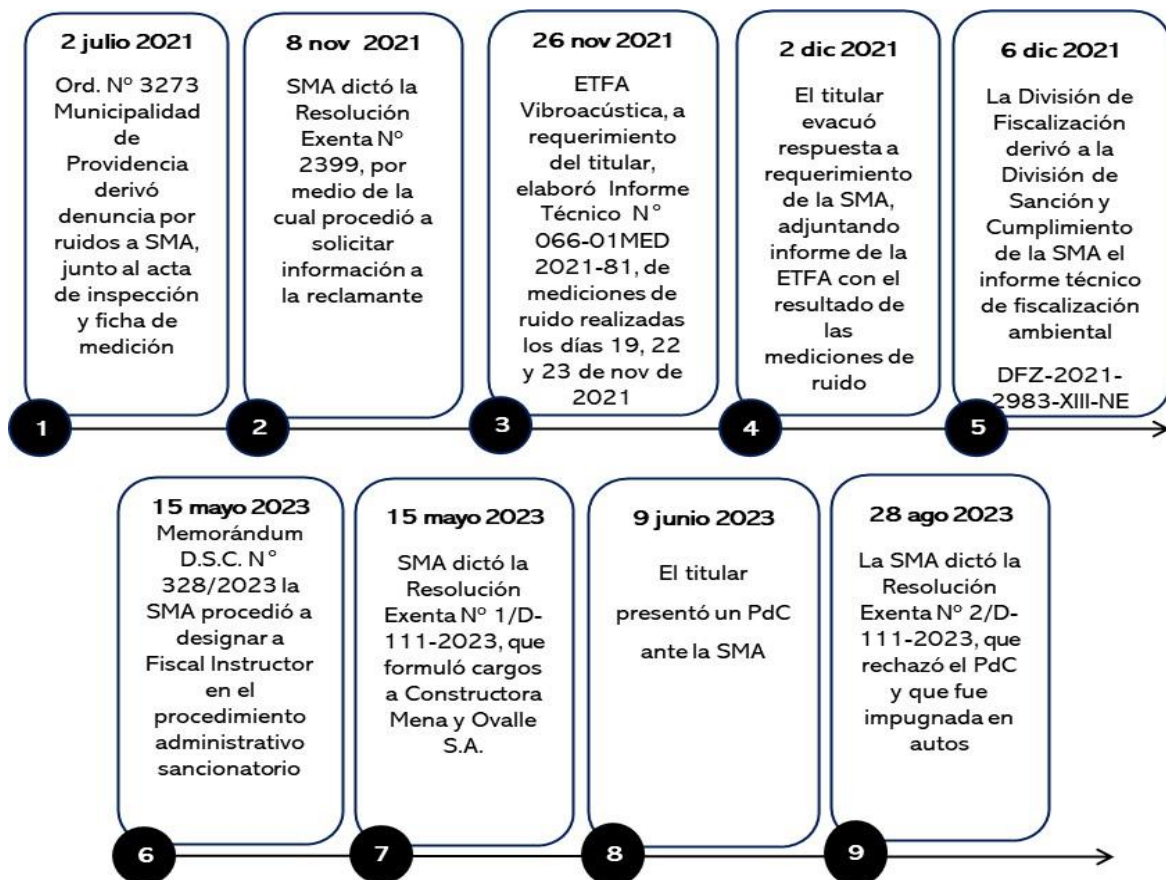 2 julio 2021
Ord. Nº 3273
Municipalidad
de
Providencia
derivó
denuncia por
ruidos a SMA,
junto al acta
de inspección
y ficha de
medición
1
8 nov 2021
SMA dictó la
Resolución
Exenta Nº
2399, por
medio de la
cual procedió a
solicitar
información a
la reclamante
2
26 nov 2021
ETFA
Vibroacústica, a
requerimiento
del titular,
elaboró Informe
Técnico N°
066-01MED
2021-81, de
mediciones de
ruido realizadas
los días 19, 22
y 23 de nov de
2021
3
2 dic 2021
El titular
evacuó
respuesta a
requerimiento
de la SMA,
adjuntando
informe de la
ETFA con el
resultado de
las
mediciones de
ruido
4
6 dic 2021
La División de
Fiscalización
derivó a la
División de
Sanción y
Cumplimiento
de la SMA el
informe técnico
de fiscalización
ambiental
DFZ-2021-
2983-XIII-NE
5
15 mayo 2023
Memorándum
D.S.C. N°
328/2023 la
SMA procedió a
designar a
Fiscal Instructor
en el
procedimiento
administrativo
sancionatorio
6
15 mayo 2023
SMA dictó la
Resolución
Exenta Nº 1/D-
111-2023, que
formuló cargos
a Constructora
Mena y Ovalle
S.A.
7
9 junio 2023
El titular
presentó un PdC
ante la SMA
8
28 ago 2023
La SMA dictó la
Resolución
Exenta Nº 2/D-
111-2023, que
rechazó el PdC
y que fue
impugnada en
autos
9